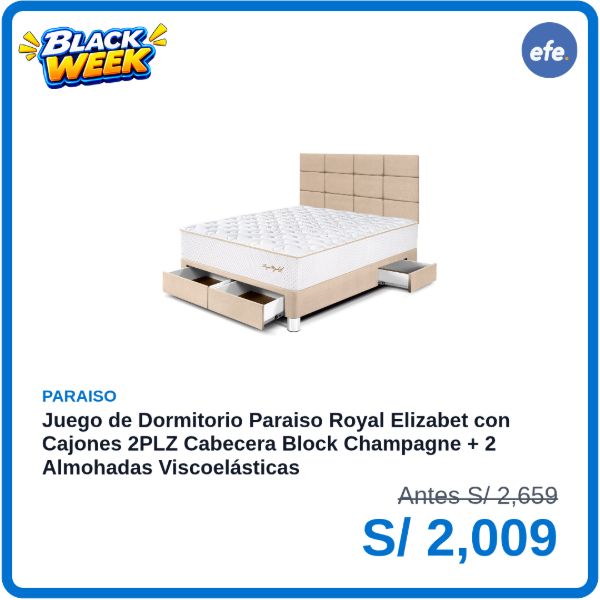 BLACK
WEEK
efe.
PARAISO
Juego de Dormitorio Paraiso Royal Elizabet con
Cajones 2PLZ Cabecera Block Champagne + 2
Almohadas Viscoelásticas
Antes S/ 2,659
S/ 2,009